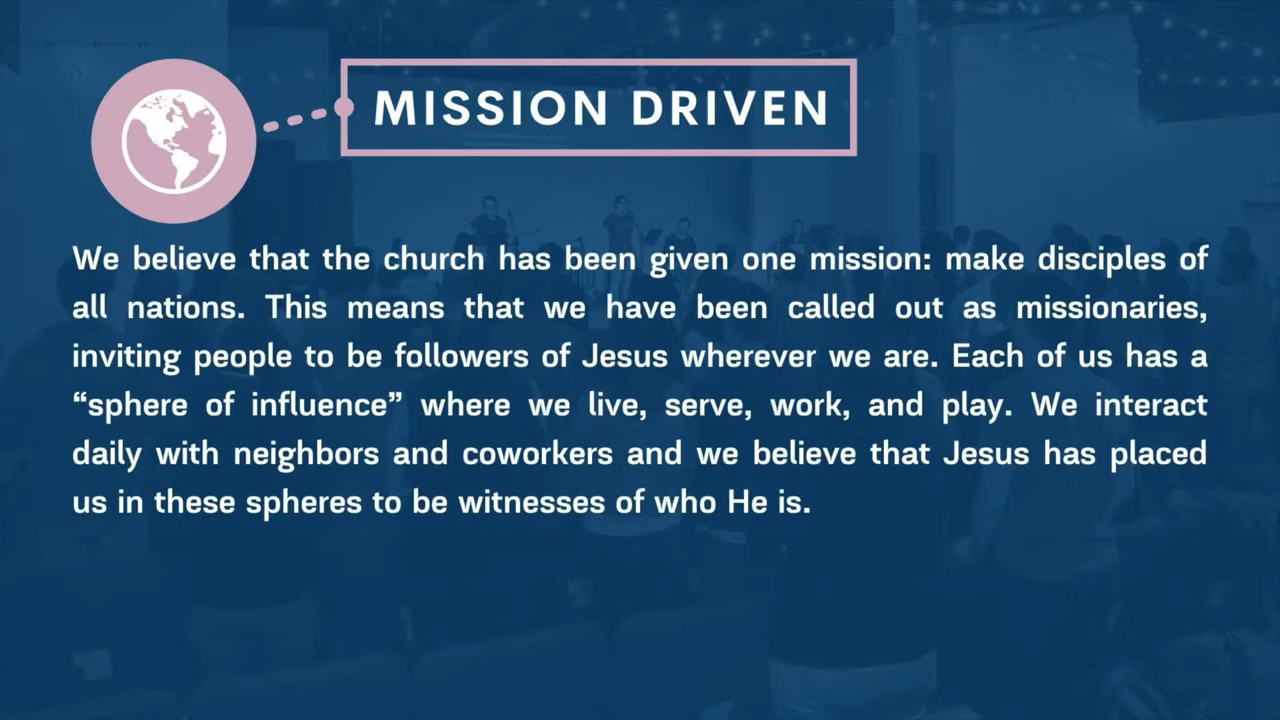 MISSION DRIVEN
We believe that the church has been given one mission: make disciples of
all nations. This means that we have been called out as missionaries,
inviting people to be followers of Jesus wherever we are. Each of us has a
“sphere of influence” where we live, serve, work, and play. We interact
daily with neighbors and coworkers and we believe that Jesus has placed
us in these spheres to be witnesses of who He is.